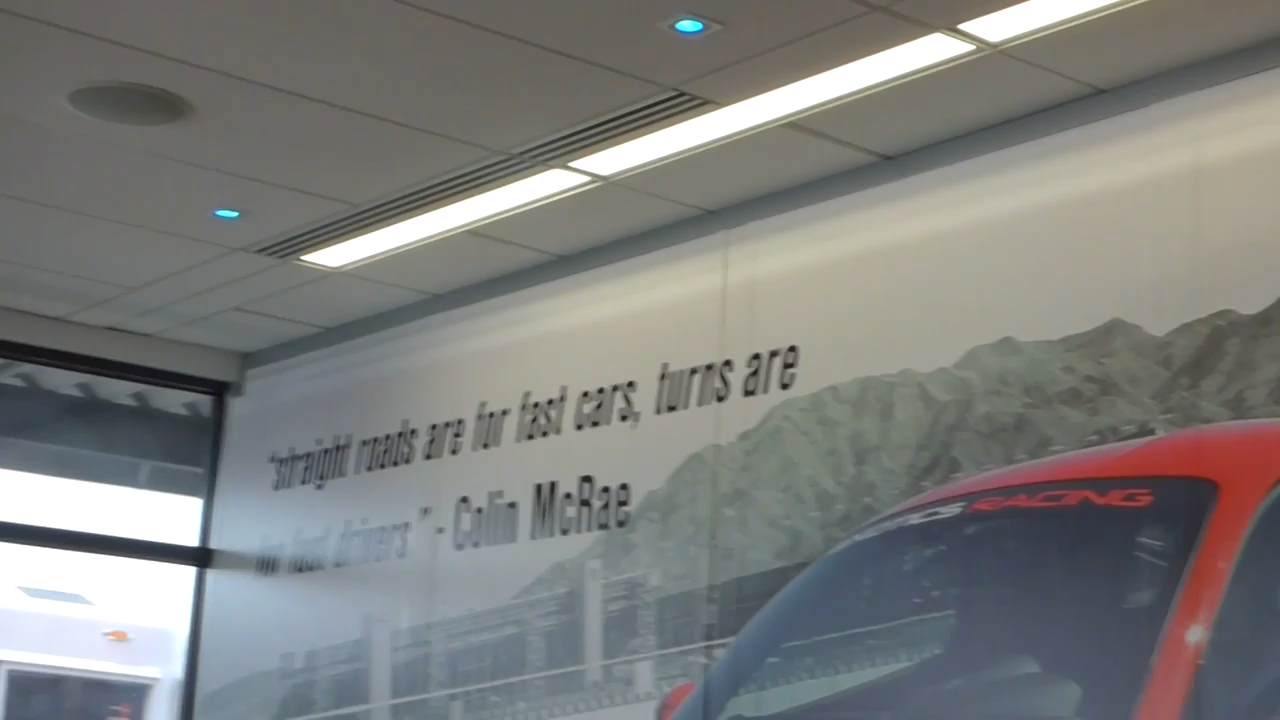 "straight roads are for fast cars, turns are
for fast drivers " - Colin McRae
RACING